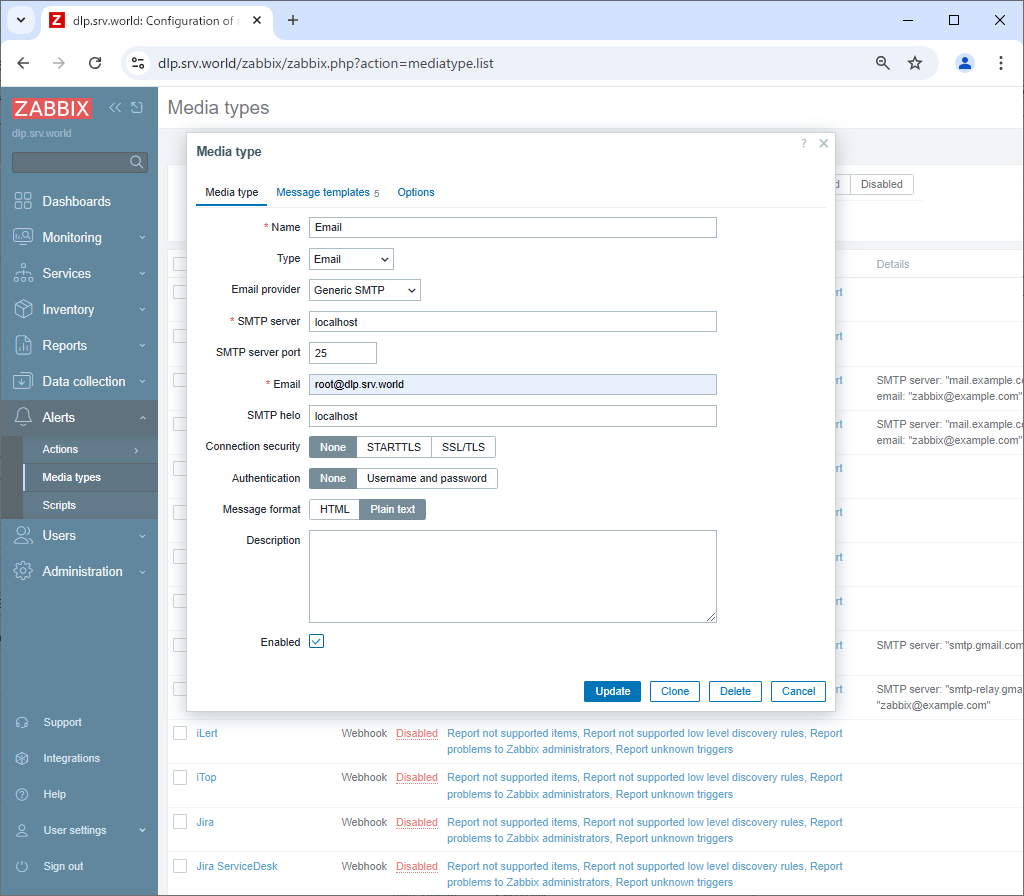 Z dlp.srv.world: Configuration of
dlp.srv.world/zabbix/zabbix.php?action=mediatype.list
ZABBIX
dlp.srv.world
Dashboards
Monitoring
Services
Inventory
Reports
Data collection
Alerts
Actions
Media types
Scripts
Users
Administration
Support
Integrations
Help
User settings
Sign out
Media types
Disabled
Details
SMTP server: "mail.example.co
email: "zabbix@example.com"
SMTP server: "mail.example.co
email: "zabbix@example.com"
SMTP server: "smtp.gmail.com
SMTP server: "smtp-relay.gma
"zabbix@example.com"
Media type ?
Media type Message templates 5 Options
* Name Email
Type Email
Email provider Generic SMTP
* SMTP server localhost
SMTP server port 25
* Email root@dlp.srv.world
SMTP helo localhost
Connection security None STARTTLS SSL/TLS
Authentication None Username and password
Message format HTML Plain text
Description
Enabled
Update Clone Delete Cancel
iLert Webhook Disabled Report not supported items, Report not supported low level discovery rules, Report
problems to Zabbix administrators, Report unknown triggers
iTop Webhook Disabled Report not supported items, Report not supported low level discovery rules, Report
problems to Zabbix administrators, Report unknown triggers
Jira Webhook Disabled Report not supported items, Report not supported low level discovery rules, Report
problems to Zabbix administrators, Report unknown triggers
Jira ServiceDesk Webhook Disabled Report not supported items, Report not supported low level discovery rules, Report
problems to Zabbix administrators, Report unknown triggers